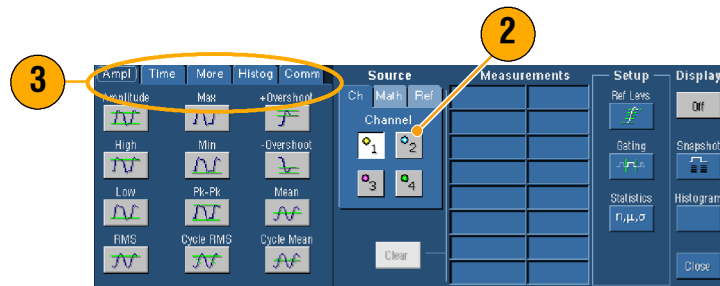 2
3
Ampl Time More Histog Comm
Source
Measurements
Setup
Display
Amplitude Max +Overshoot
Ch Math Ref
Ref Levs
Off
Channel
1 2
High Min -Overshoot
Gating
Snapshot
3 4
Low Pk-Pk Mean
Statistics
Histogram
n,μ,σ
RMS Cycle RMS Cycle Mean
Clear
Close